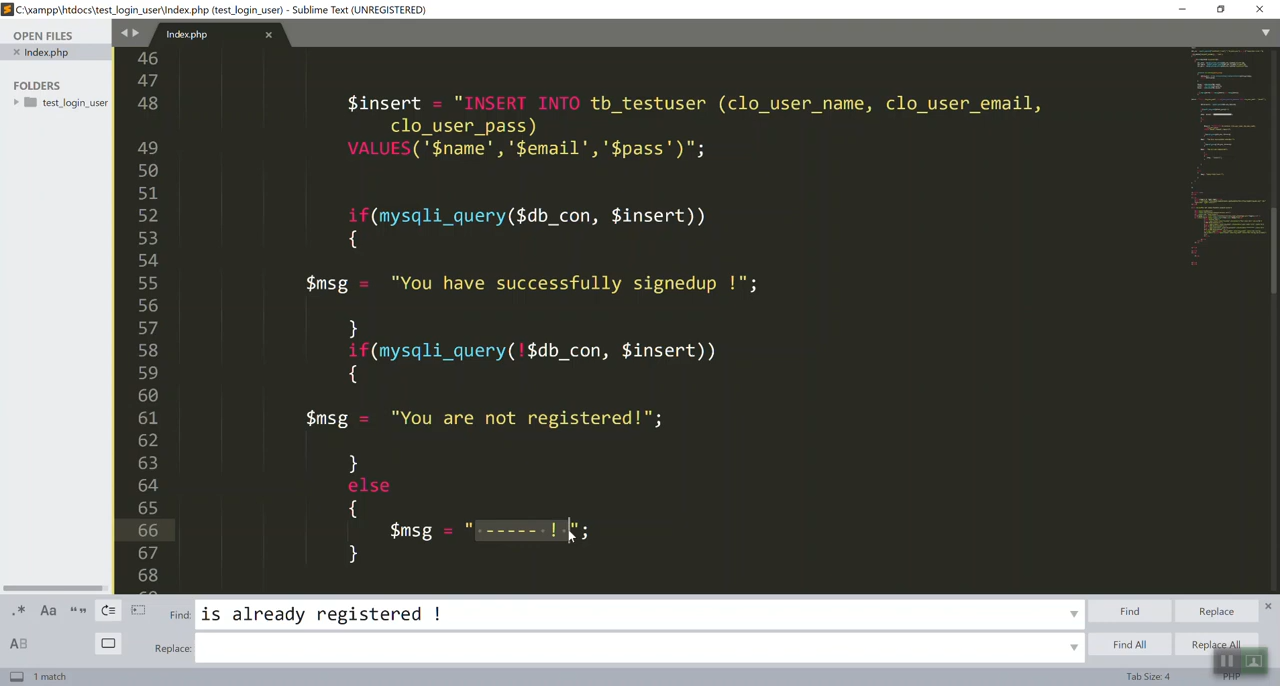 C:\xampp\htdocs\test_login_user\Index.php (test_login_user) - Sublime Text (UNREGISTERED)
OPEN FILES
Index.php
FOLDERS
test_login_user
Index.php
46
47
48 $insert = "INSERT INTO tb_testuser (clo_user_name, clo_user_email,
clo_user_pass)
49 VALUES('$name','$email','$pass')";
50
51
52 if(mysqli_query($db_con, $insert))
53 {
54
55 $msg = "You have successfully signedup !";
56
57 }
58 if(mysqli_query(!$db_con, $insert))
59 {
60
61 $msg = "You are not registered!";
62
63 }
64 else
65 {
66 $msg = " ----- ! ";
67 }
68
.* Aa “” Find: is already registered ! Find Replace
AB Replace: Find All Replace All
1 match Tab Size: 4 PHP